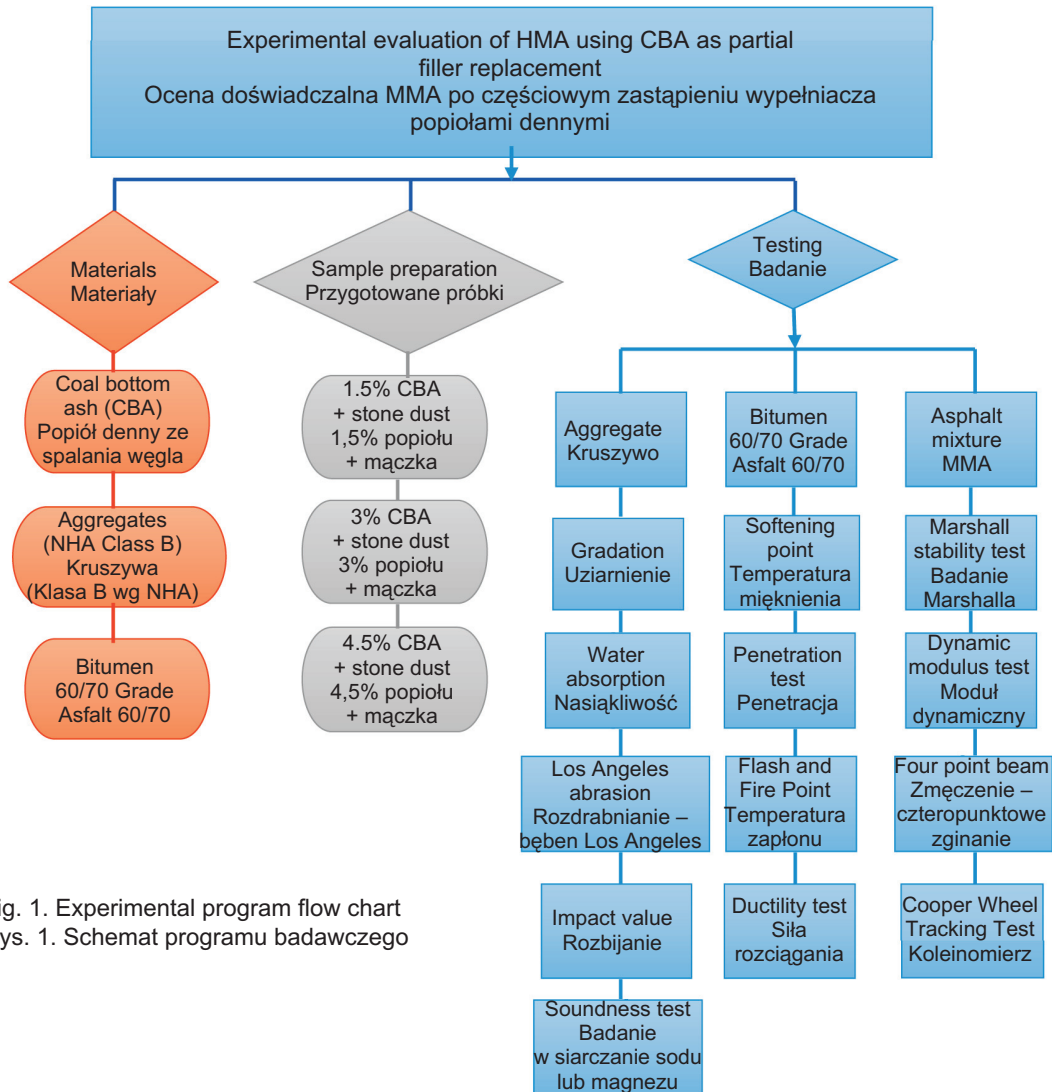 Experimental evaluation of HMA using CBA as partial
filler replacement
Ocena doświadczalna MMA po częściowym zastąpieniu wypełniacza
popiołami dennymi
Materials
Materiały
Coal bottom
ash (CBA)
Popiół denny ze
spalania węgla
Aggregates
(NHA Class B)
Kruszywa
(Klasa B wg NHA)
Bitumen
60/70 Grade
Asfalt 60/70
Sample preparation
Przygotowane próbki
1.5% CBA
+ stone dust
1,5% popiołu
+ mączka
3% CBA
+ stone dust
3% popiołu
+ mączka
4.5% CBA
+ stone dust
4,5% popiołu
+ mączka
Testing
Badanie
Aggregate
Kruszywo
Gradation
Uziarnienie
Water
absorption
Nasiąkliwość
Los Angeles
abrasion
Rozdrabnianie –
bęben Los Angeles
Impact value
Rozbijanie
Soundness test
Badanie
w siarczanie sodu
lub magnezu
Bitumen
60/70 Grade
Asfalt 60/70
Softening
point
Temperatura
mięknienia
Penetration
test
Penetracja
Flash and
Fire Point
Temperatura
zapłonu
Ductility test
Siła
rozciągania
Asphalt
mixture
MMA
Marshall
stability test
Badanie
Marshalla
Dynamic
modulus test
Moduł
dynamiczny
Four point beam
Zmęczenie –
czteropunktowe
zginanie
Cooper Wheel
Tracking Test
Koleinomierz
ig. 1. Experimental program flow chart
ys. 1. Schemat programu badawczego